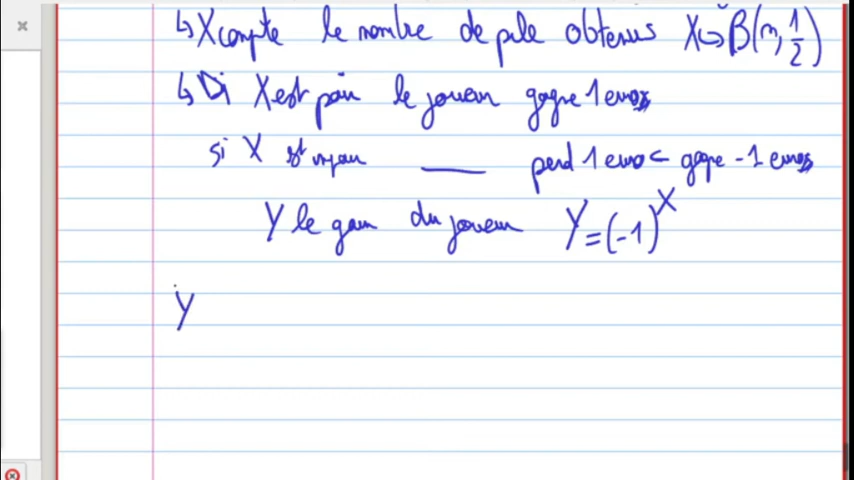 ↳ X compte le nombre de pile obtenus X ↪ B(n, 1/2)
↳ Si X est pair le joueur gagne 1 euros
si X est impair ____ perd 1 euro < gagne -1 euros
Y le gain du joueur Y = (-1)^X
Y